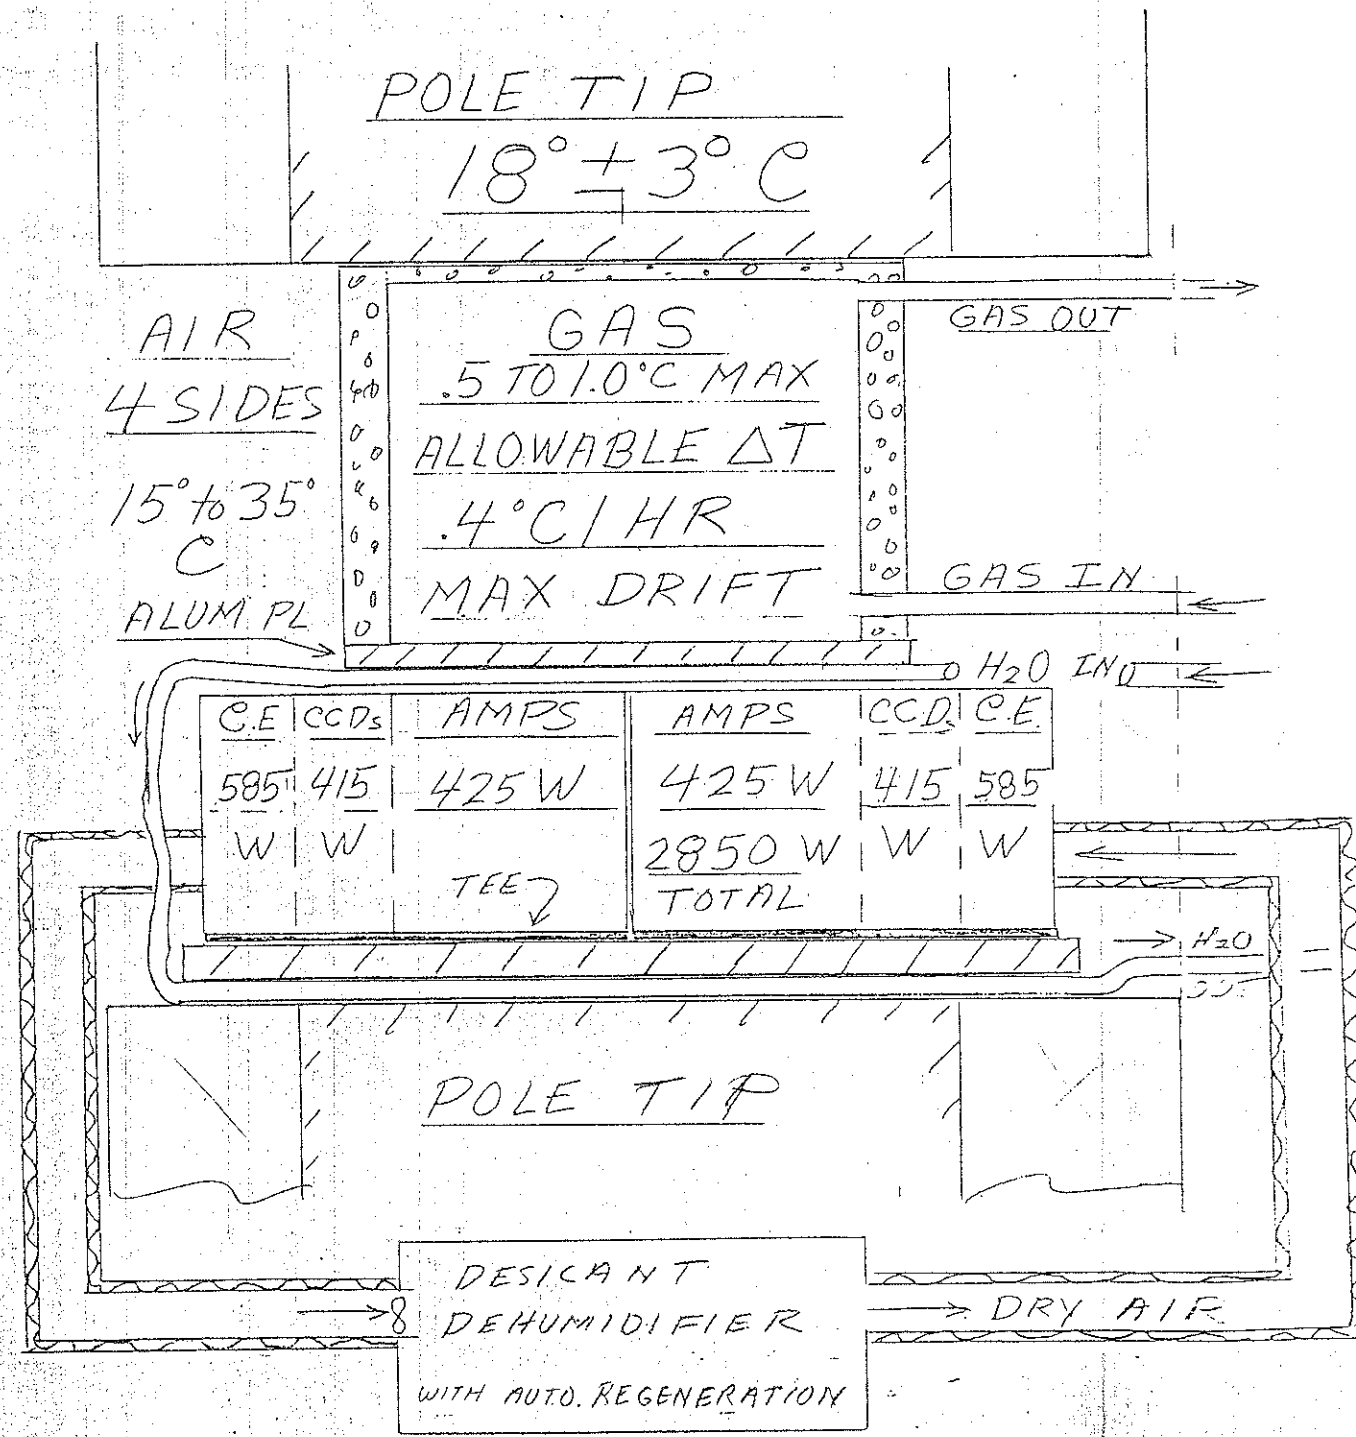 POLE TIP
18° ± 3° C
AIR
4 SIDES
15° to 35°
C
ALUM. PL
GAS
.5 TO 1.0°C MAX
ALLOWABLE ΔT
.4°C / HR
MAX DRIFT
GAS OUT
GAS IN
H2O IN
C.E CCDs AMPS AMPS CCDs C.E.
585 415 425 W 425 W 415 585
W W 2850 W W W
TEE TOTAL
H2O
POLE TIP
DESICANT
DEHUMIDIFIER
WITH AUTO. REGENERATION
DRY AIR